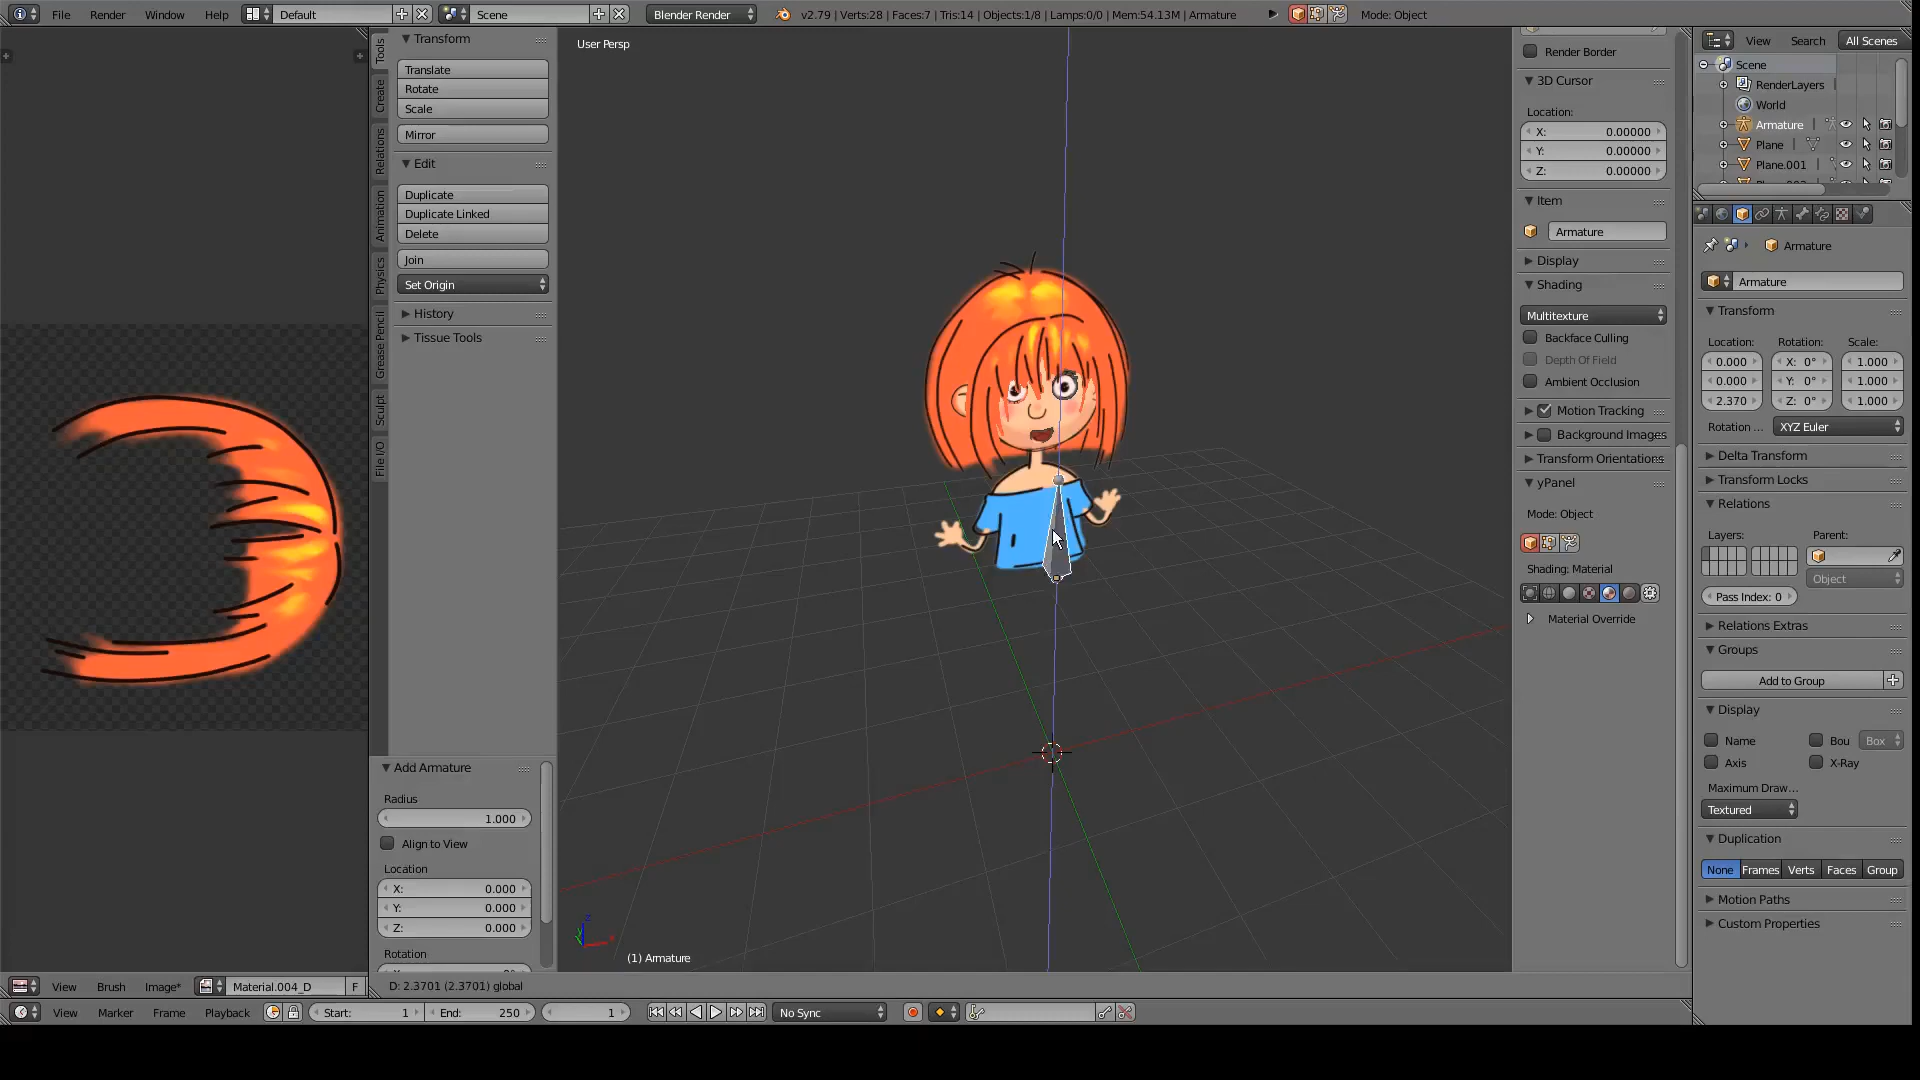 File Render Window Help Default Scene Blender Render v2.79 | Verts:28 | Faces:7 | Tris:14 | Objects:1/8 | Lamps:0/0 | Mem:54.13M | Armature Mode: Object
Tools
Create
Relations
Animation
Physics
Grease Pencil
Sculpt
File I/O
Transform
Translate
Rotate
Scale
Mirror
Edit
Duplicate
Duplicate Linked
Delete
Join
Set Origin
History
Tissue Tools
Add Armature
Radius
1.000
Align to View
Location
X: 0.000
Y: 0.000
Z: 0.000
Rotation
User Persp
(1) Armature
Render Border
3D Cursor
Location:
X: 0.00000
Y: 0.00000
Z: 0.00000
Item
Armature
Display
Shading
Multitexture
Backface Culling
Depth Of Field
Ambient Occlusion
Motion Tracking
Background Images
Transform Orientations
yPanel
Mode: Object
Shading: Material
Material Override
View Search All Scenes
Scene
RenderLayers
World
Armature
Plane
Plane.001
Armature
Armature
Transform
Location: Rotation: Scale:
0.000 X: 0° 1.000
0.000 Y: 0° 1.000
2.370 Z: 0° 1.000
Rotation ... XYZ Euler
Delta Transform
Transform Locks
Relations
Layers: Parent:
Object
Pass Index: 0
Relations Extras
Groups
Add to Group
Display
Name Bou Box
Axis X-Ray
Maximum Draw...
Textured
Duplication
None Frames Verts Faces Group
Motion Paths
Custom Properties
View Brush Image* Material.004_D F D: 2.3701 (2.3701) global
View Marker Frame Playback Start: 1 End: 250 1 No Sync